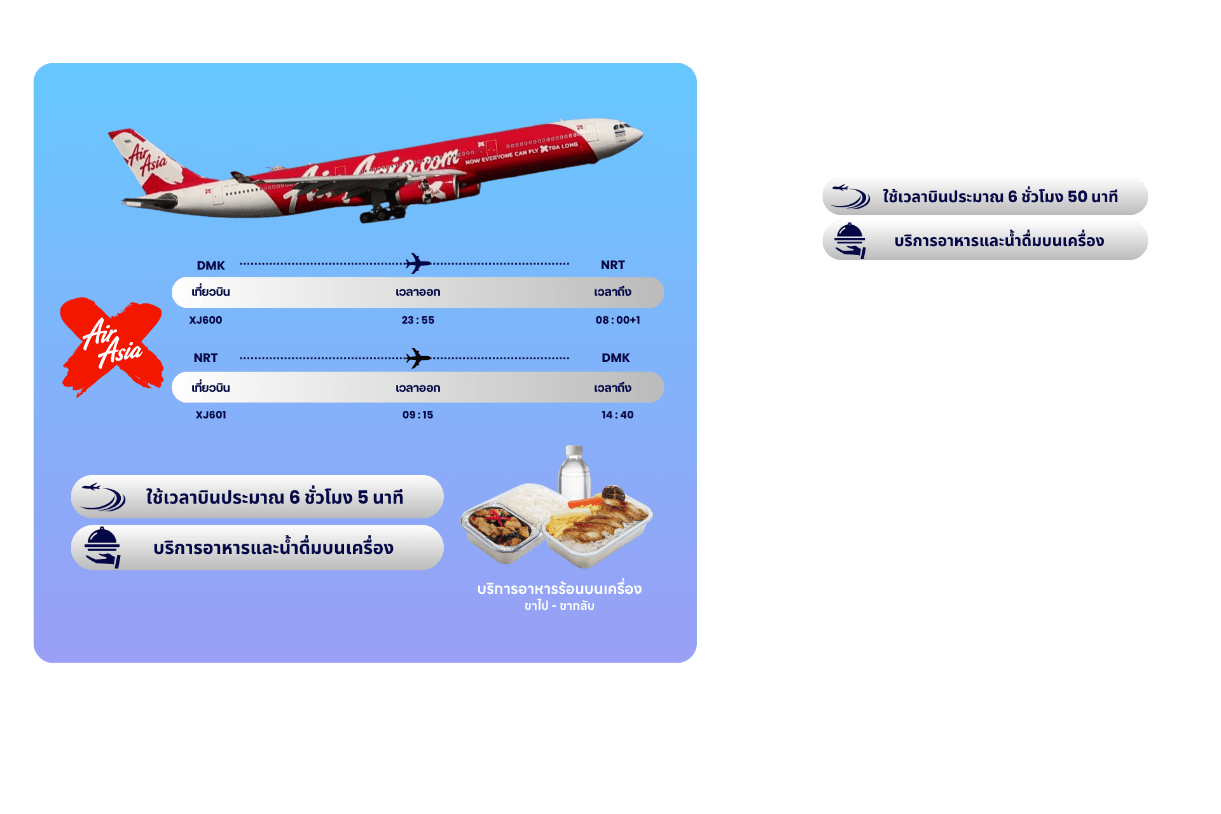 Air
Asia
AirAsia.com
NOW EVERYONE CAN FLY XTRA LONG
DMK
NRT
เที่ยวบิน
เวลาออก
เวลาถึง
XJ600
23 : 55
08 : 00+1
Air
Asia
NRT
DMK
เที่ยวบิน
เวลาออก
เวลาถึง
XJ601
09 : 15
14 : 40
ใช้เวลาบินประมาณ 6 ชั่วโมง 5 นาที
บริการอาหารและน้ำดื่มบนเครื่อง
บริการอาหารร้อนบนเครื่อง
ขาไป - ขากลับ
ใช้เวลาบินประมาณ 6 ชั่วโมง 50 นาที
บริการอาหารและน้ำดื่มบนเครื่อง